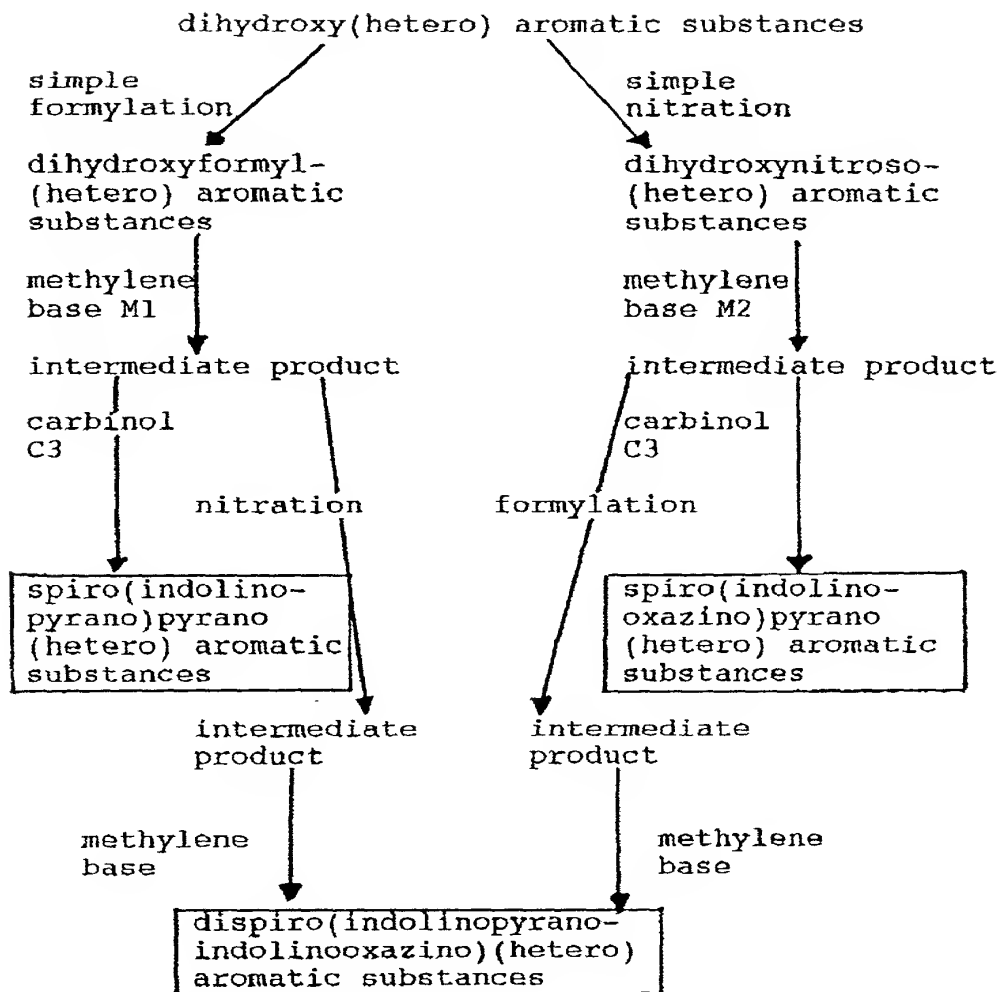 dihydroxy(hetero) aromatic substances
simple
formylation
simple
nitration
dihydroxyformyl-
(hetero) aromatic
substances
dihydroxynitroso-
(hetero) aromatic
substances
methylene
base M1
methylene
base M2
intermediate product
intermediate product
carbinol
C3
carbinol
C3
nitration
formylation
spiro(indolino-
pyrano)pyrano
(hetero) aromatic
substances
spiro(indolino-
oxazino)pyrano
(hetero) aromatic
substances
intermediate
product
intermediate
product
methylene
base
methylene
base
dispiro(indolinopyrano-
indolinooxazino)(hetero)
aromatic substances